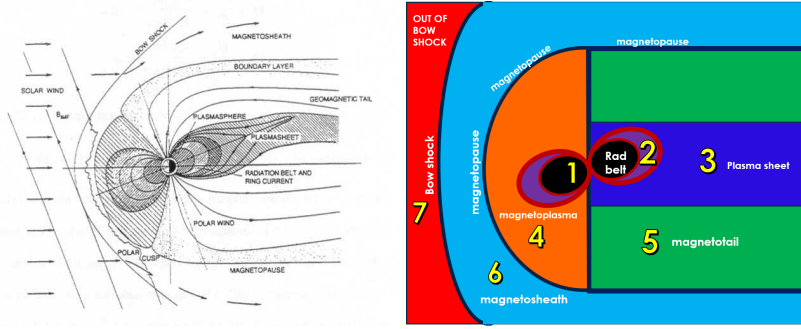 BOW SHOCK
MAGNETOSHEATH
BOUNDARY LAYER
SOLAR WIND
GEOMAGNETIC TAIL
B IMF
PLASMASPHERE
PLASMASHEET
RADIATION BELT AND
RING CURRENT
POLAR WIND
POLAR
CUSP
MAGNETOPAUSE
OUT OF
BOW
SHOCK
magnetopause
magnetopause
magnetopause
Bow shock
1
Rad
belt
2
3 Plasma sheet
7
magnetoplasma
4
5 magnetotail
6
magnetosheath